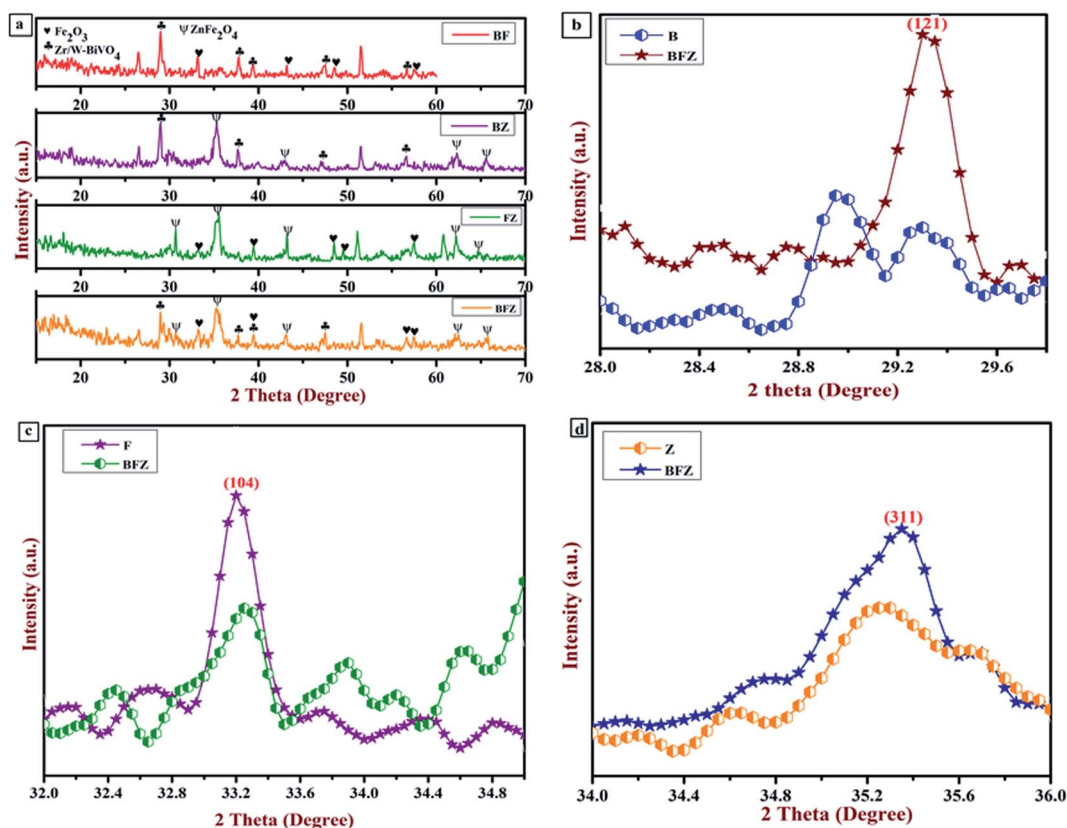 a
♥ Fe2O3
♣ Zr/W-BiVO4
ψ ZnFe2O4
BF
20 30 40 50 60 70
BZ
20 30 40 50 60 70
FZ
20 30 40 50 60 70
BFZ
20 30 40 50 60 70
Intensity (a.u.)
2 Theta (Degree)
b
B
BFZ
(121)
Intensity (a.u.)
28.0 28.4 28.8 29.2 29.6
2 theta (Degree)
c
F
BFZ
(104)
Intensity (a.u.)
32.0 32.4 32.8 33.2 33.6 34.0 34.4 34.8
2 Theta (Degree)
d
Z
BFZ
(311)
Intensity (a.u.)
34.0 34.4 34.8 35.2 35.6 36.0
2 Theta (Degree)